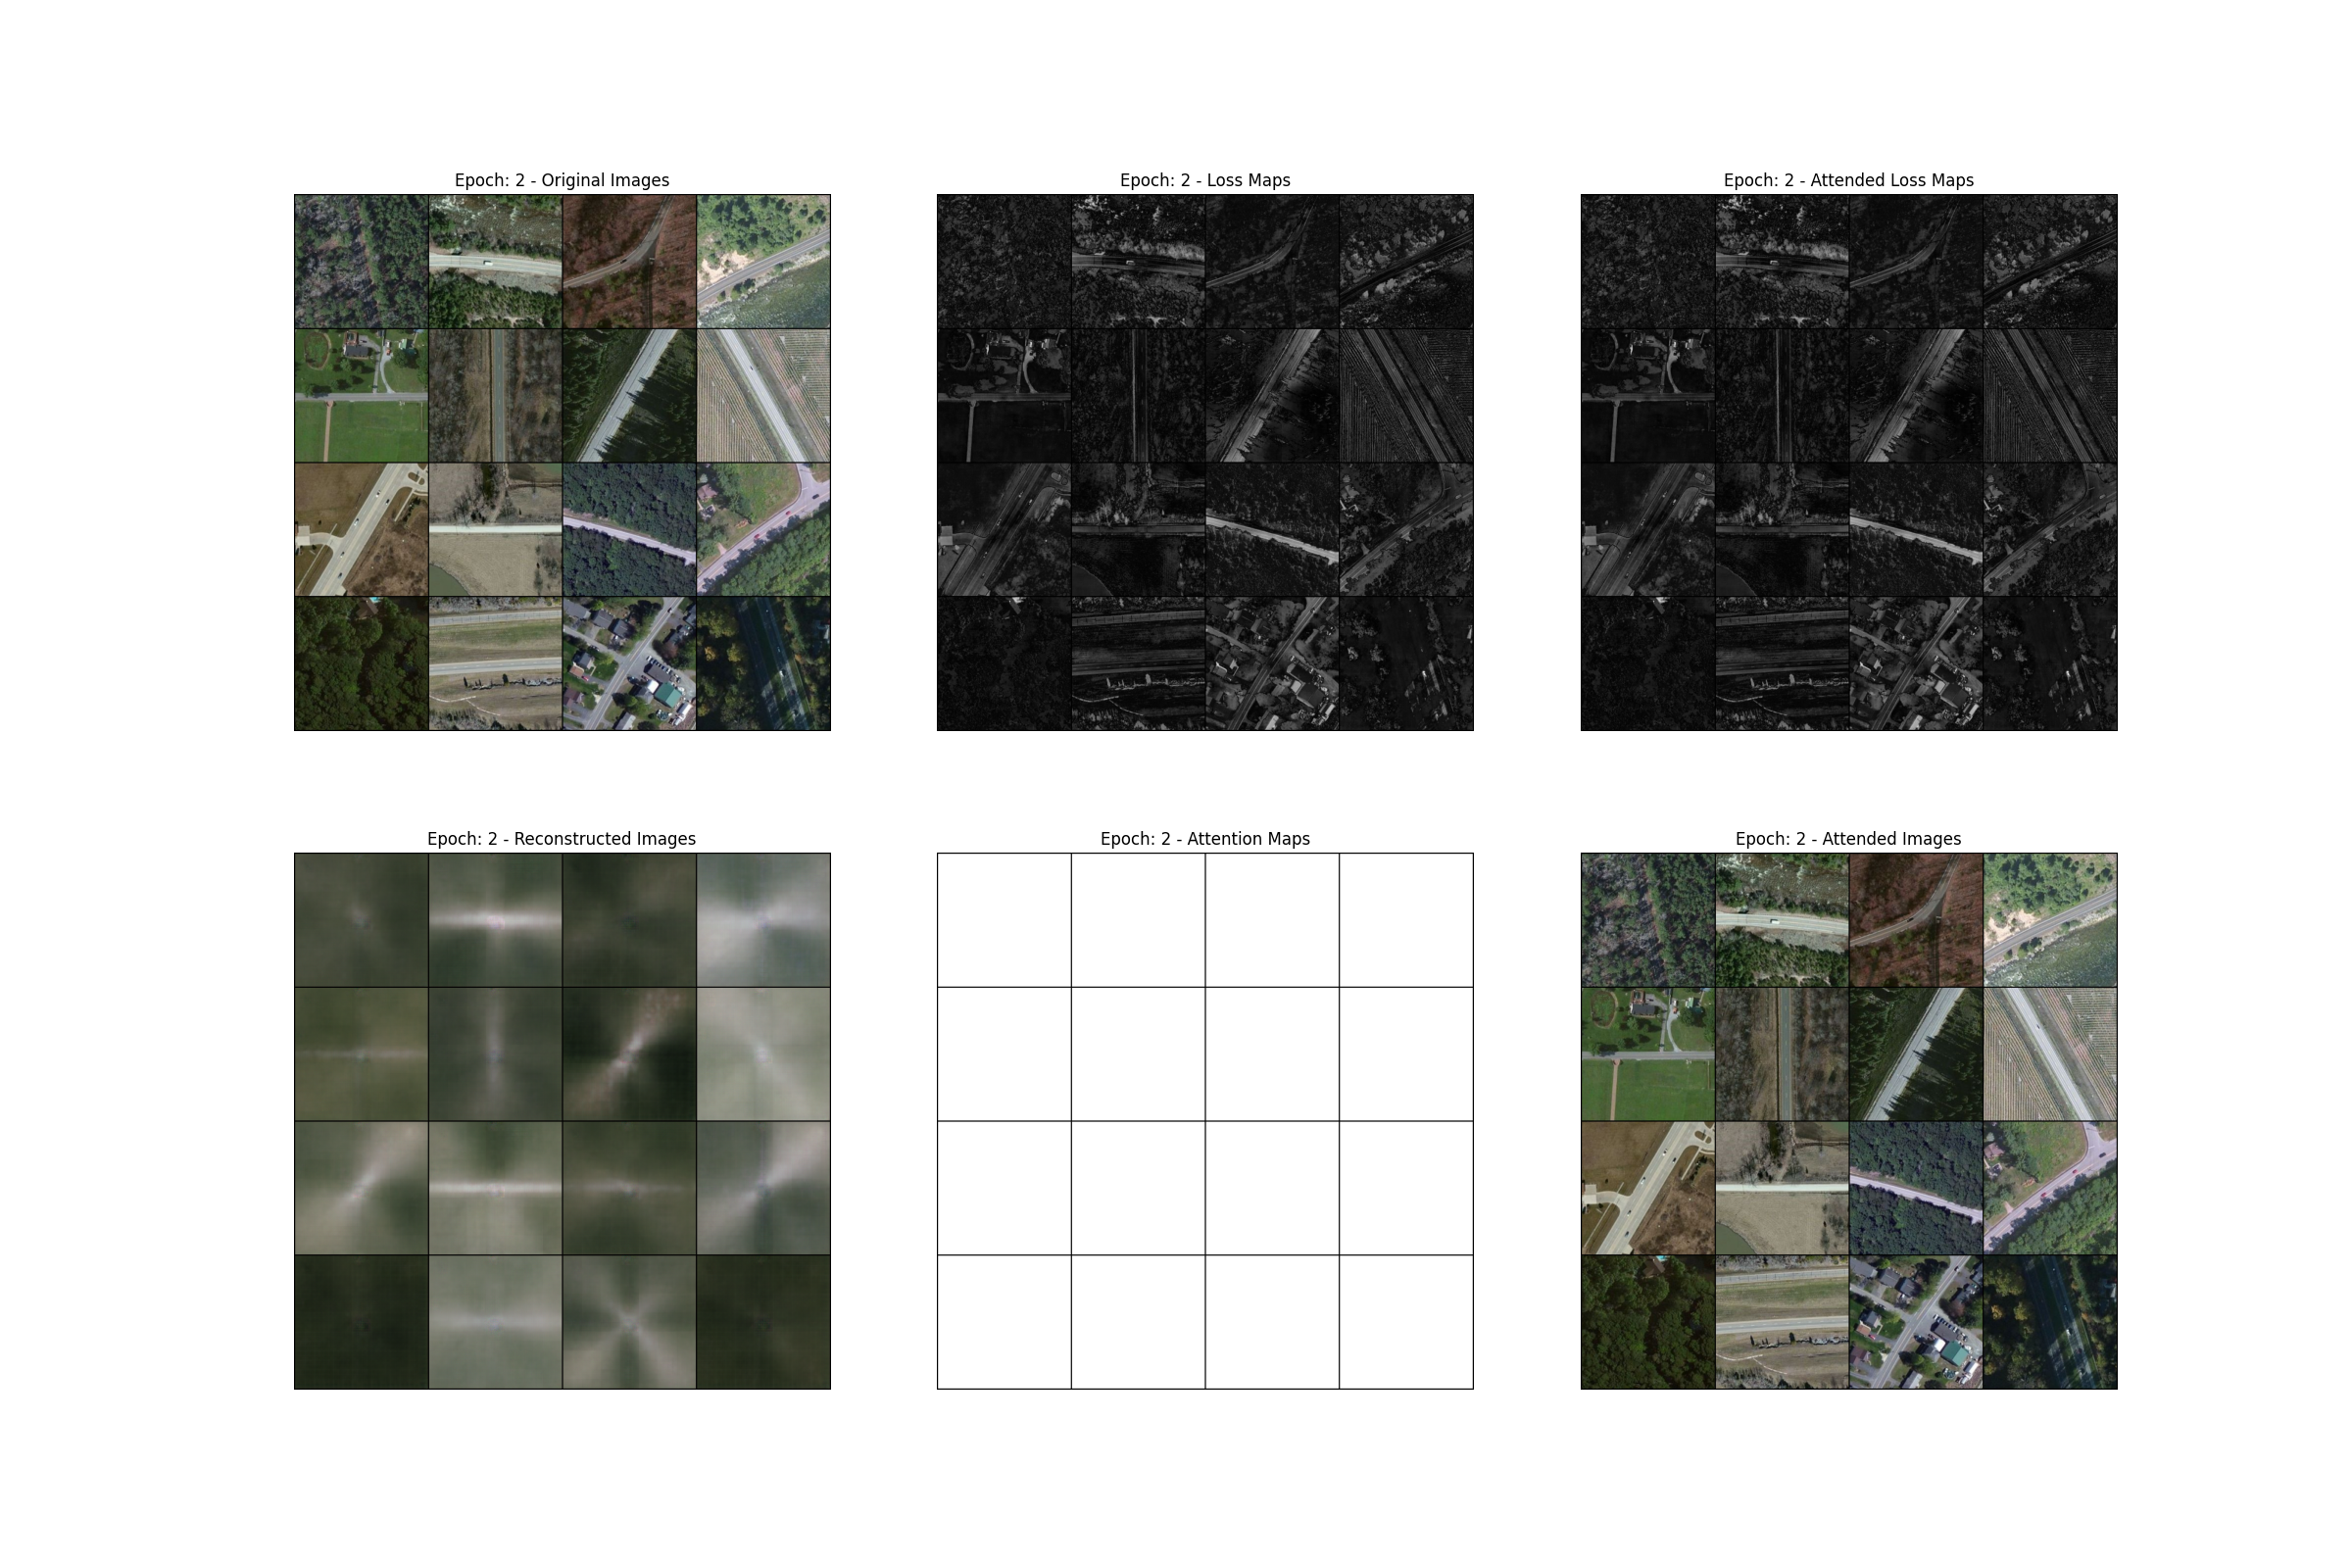 Epoch: 2 - Original Images
Epoch: 2 - Loss Maps
Epoch: 2 - Attended Loss Maps
Epoch: 2 - Reconstructed Images
Epoch: 2 - Attention Maps
Epoch: 2 - Attended Images